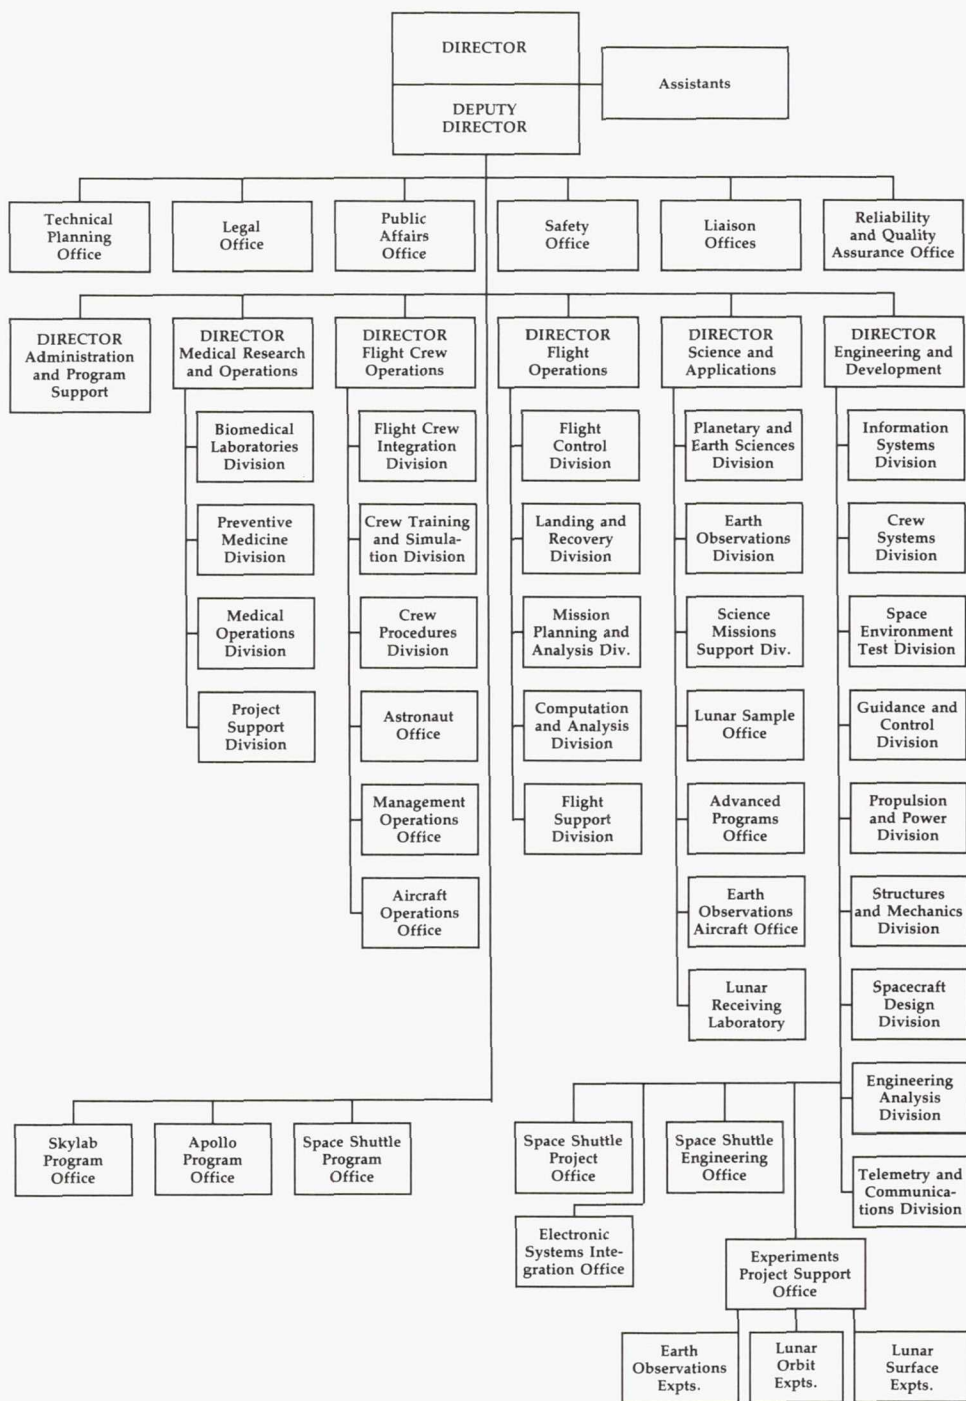 DIRECTOR
DEPUTY
DIRECTOR
Assistants
Technical
Planning
Office
Legal
Office
Public
Affairs
Office
Safety
Office
Liaison
Offices
Reliability
and Quality
Assurance Office
DIRECTOR
Administration
and Program
Support
DIRECTOR
Medical Research
and Operations
DIRECTOR
Flight Crew
Operations
DIRECTOR
Flight
Operations
DIRECTOR
Science and
Applications
DIRECTOR
Engineering and
Development
Biomedical
Laboratories
Division
Preventive
Medicine
Division
Medical
Operations
Division
Project
Support
Division
Flight Crew
Integration
Division
Crew Training
and Simula-
tion Division
Crew
Procedures
Division
Astronaut
Office
Management
Operations
Office
Aircraft
Operations
Office
Flight
Control
Division
Landing and
Recovery
Division
Mission
Planning and
Analysis Div.
Computation
and Analysis
Division
Flight
Support
Division
Planetary and
Earth Sciences
Division
Earth
Observations
Division
Science
Missions
Support Div.
Lunar Sample
Office
Advanced
Programs
Office
Earth
Observations
Aircraft Office
Lunar
Receiving
Laboratory
Information
Systems
Division
Crew
Systems
Division
Space
Environment
Test Division
Guidance and
Control
Division
Propulsion
and Power
Division
Structures
and Mechanics
Division
Spacecraft
Design
Division
Engineering
Analysis
Division
Telemetry and
Communica-
tions Division
Skylab
Program
Office
Apollo
Program
Office
Space Shuttle
Program
Office
Space Shuttle
Project
Office
Space Shuttle
Engineering
Office
Electronic
Systems Inte-
gration Office
Experiments
Project Support
Office
Earth
Observations
Expts.
Lunar
Orbit
Expts.
Lunar
Surface
Expts.